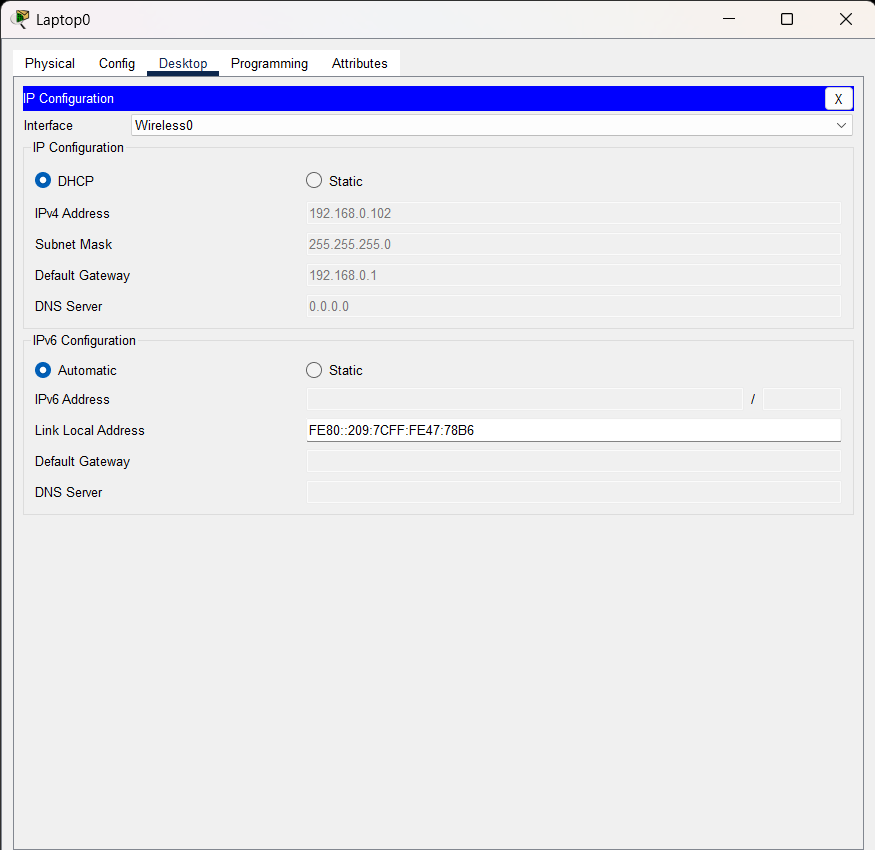 Laptop0
Physical Config Desktop Programming Attributes
IP Configuration X
Interface Wireless0
IP Configuration
DHCP Static
IPv4 Address 192.168.0.102
Subnet Mask 255.255.255.0
Default Gateway 192.168.0.1
DNS Server 0.0.0.0
IPv6 Configuration
Automatic Static
IPv6 Address /
Link Local Address FE80::209:7CFF:FE47:78B6
Default Gateway
DNS Server